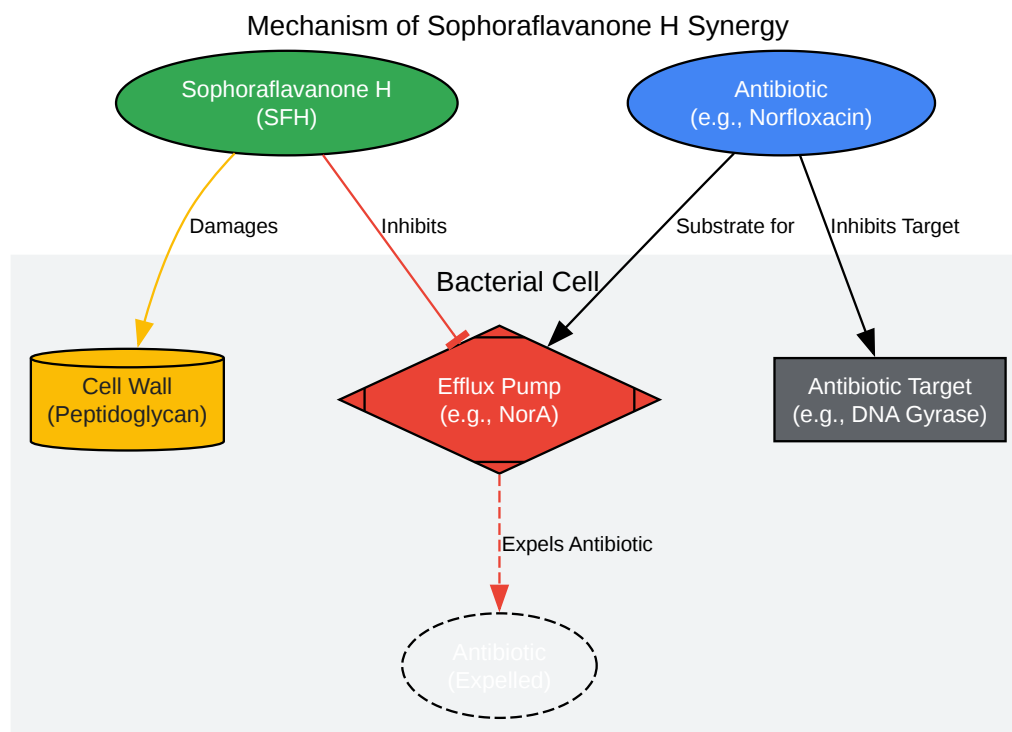 Mechanism of Sophoraflavanone H Synergy
Sophoraflavanone H
(SFH)
Antibiotic
(e.g., Norfloxacin)
Damages
Inhibits
Substrate for
Inhibits Target
Bacterial Cell
Cell Wall
(Peptidoglycan)
Efflux Pump
(e.g., NorA)
Antibiotic Target
(e.g., DNA Gyrase)
Expels Antibiotic
Antibiotic
(Expelled)